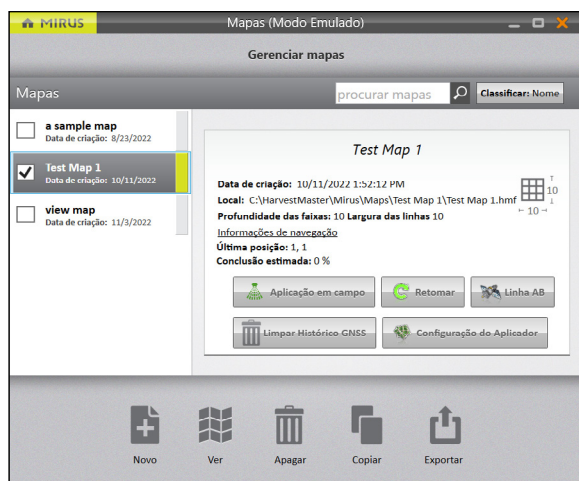 MIRUS
Mapas (Modo Emulado)
Gerenciar mapas
Mapas
procurar mapas
Classificar: Nome
a sample map
Data de criação: 8/23/2022
Test Map 1
Data de criação: 10/11/2022
view map
Data de criação: 11/3/2022
Test Map 1
Data de criação: 10/11/2022 1:52:12 PM
Local: C:\HarvestMaster\Mirus\Maps\Test Map 1\Test Map 1.hmf
Profundidade das faixas: 10 Largura das linhas 10
10
10
Informações de navegação
Última posição: 1, 1
Conclusão estimada: 0 %
Aplicação em campo
Retomar
Linha AB
Limpar Histórico GNSS
Configuração do Aplicador
Novo
Ver
Apagar
Copiar
Exportar